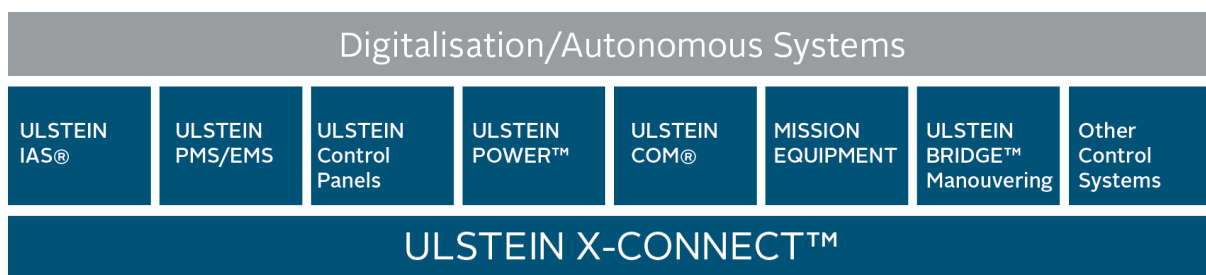 Digitalisation/Autonomous Systems
ULSTEIN
IAS®
ULSTEIN
PMS/EMS
ULSTEIN
Control
Panels
ULSTEIN
POWER™
ULSTEIN
COM®
MISSION
EQUIPMENT
ULSTEIN
BRIDGE™
Manouvering
Other
Control
Systems
ULSTEIN X-CONNECT™